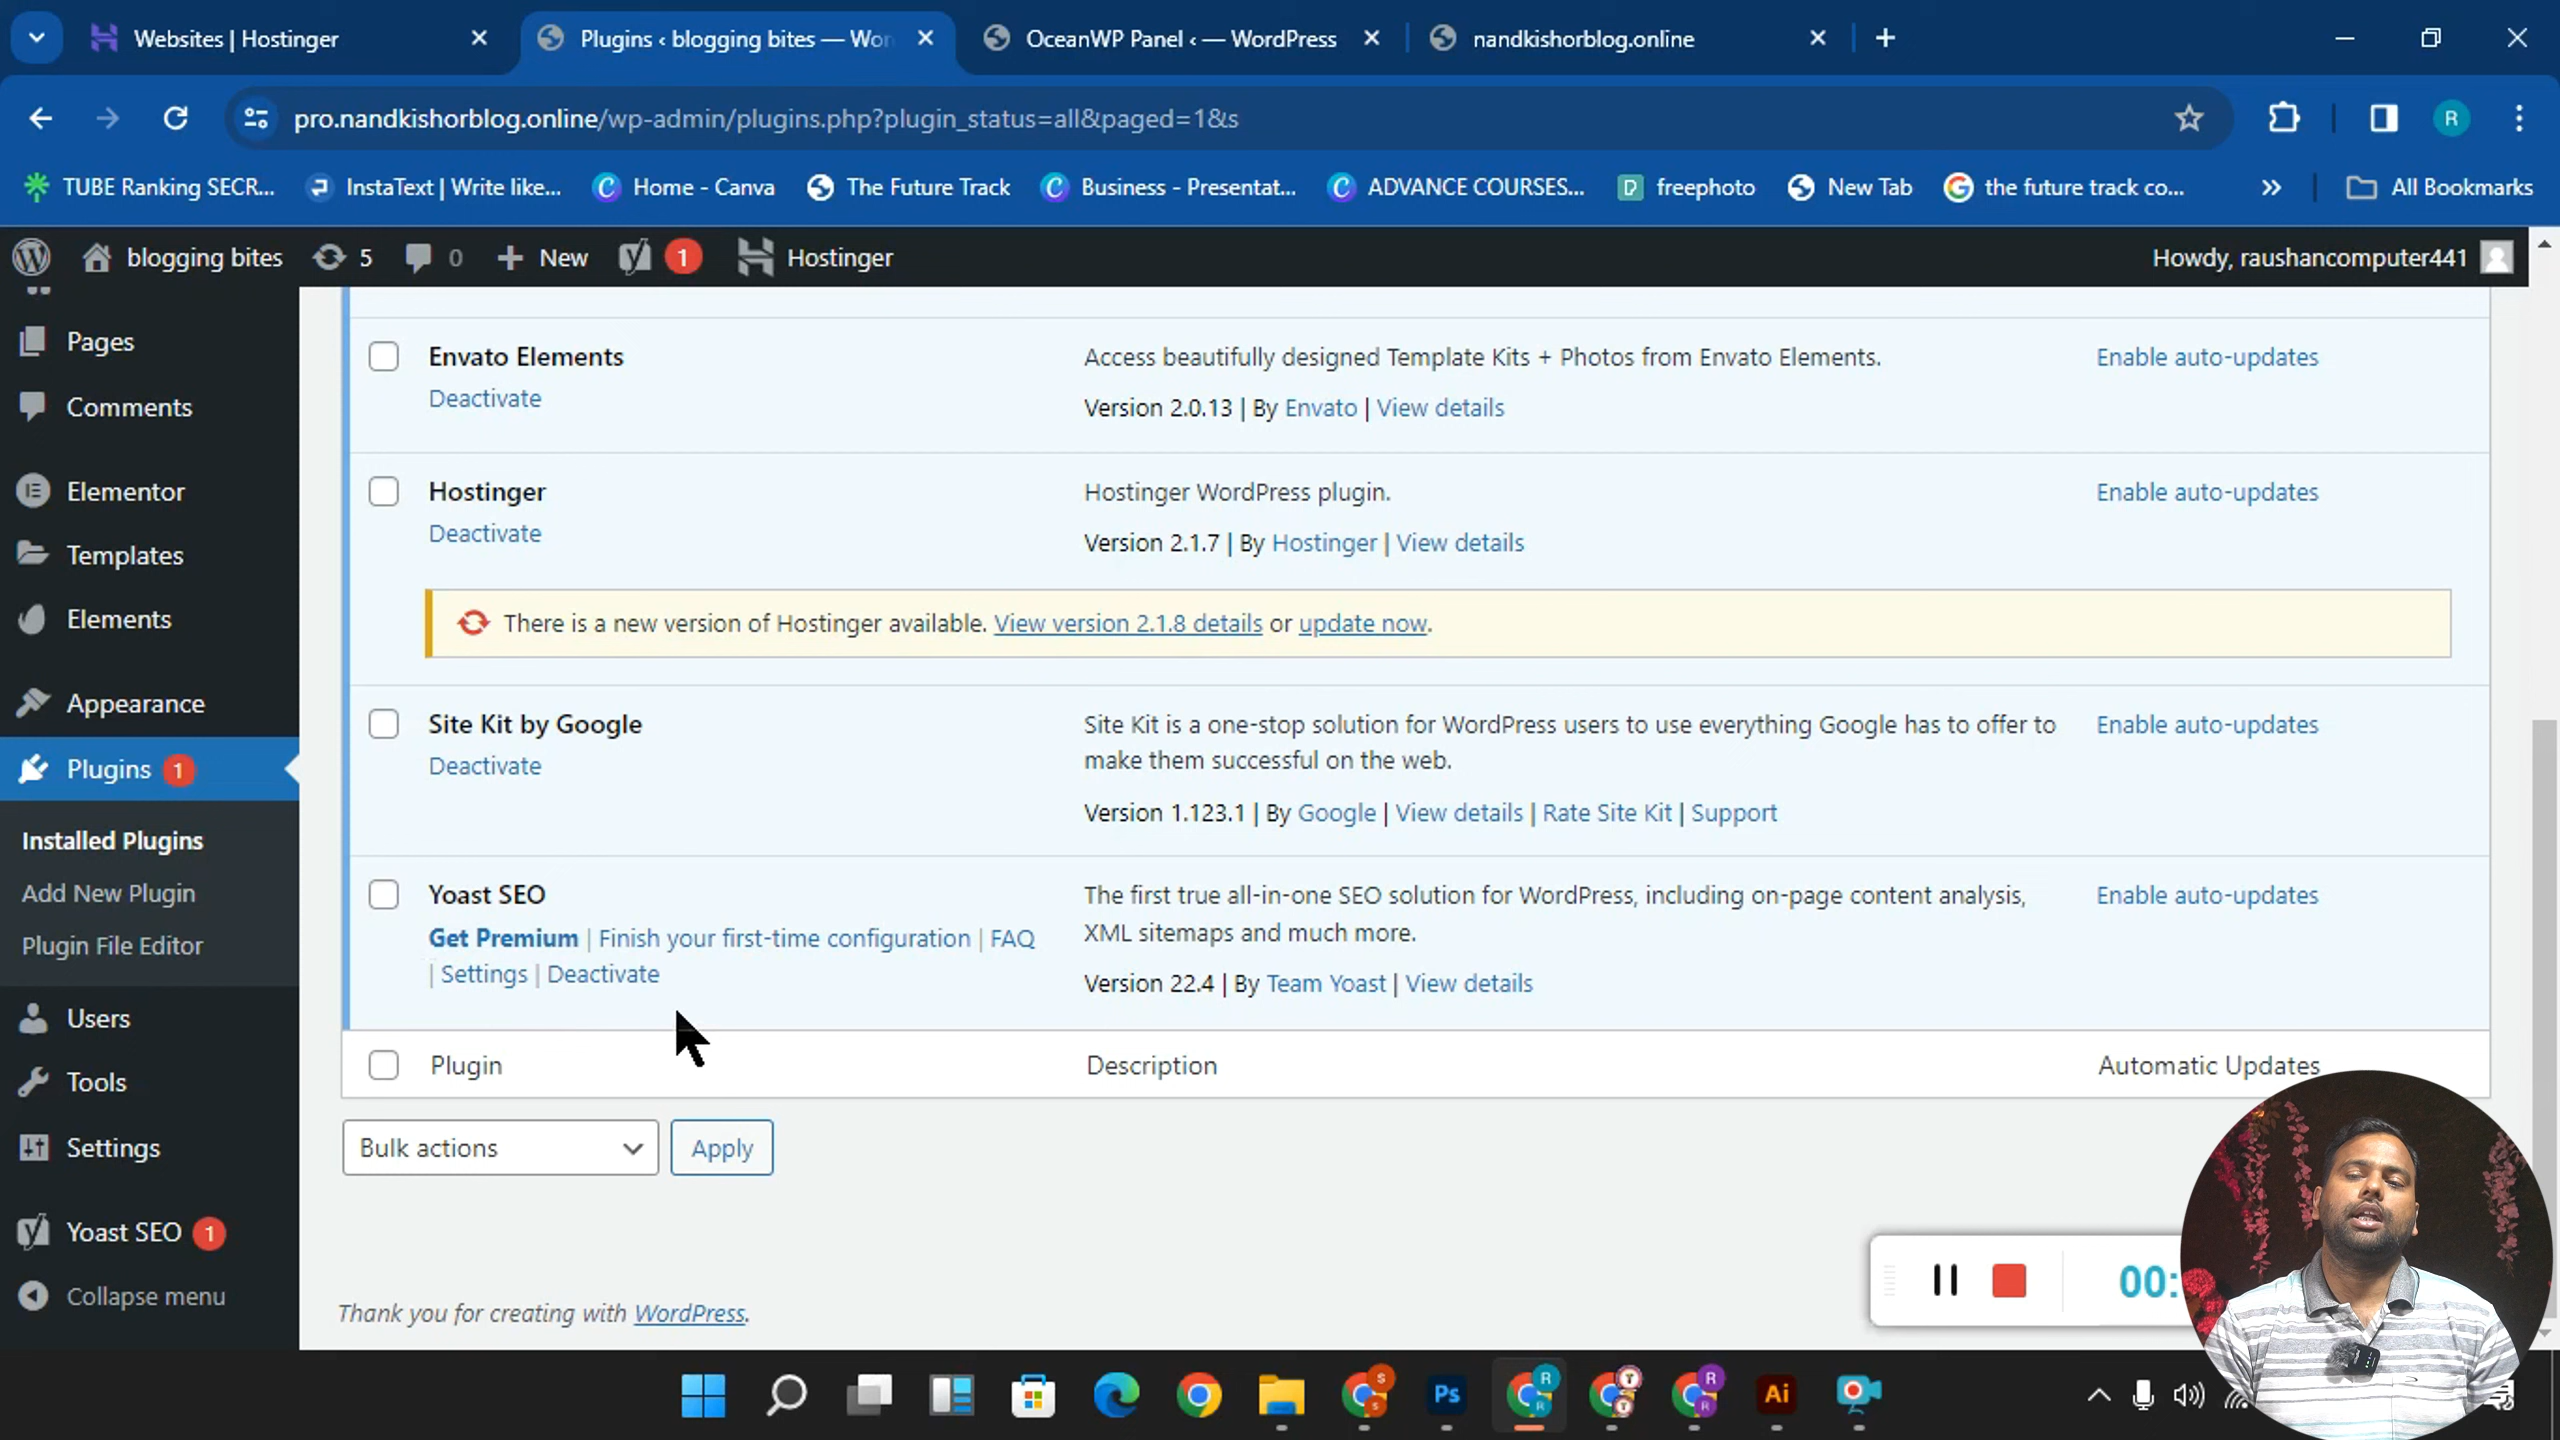 Websites | Hostinger
Plugins ‹ blogging bites — Wor
OceanWP Panel ‹ — WordPress
nandkishorblog.online
pro.nandkishorblog.online/wp-admin/plugins.php?plugin_status=all&paged=1&s
R
TUBE Ranking SECR...
InstaText | Write like...
Home - Canva
The Future Track
Business - Presentat...
ADVANCE COURSES...
freephoto
New Tab
the future track co...
All Bookmarks
blogging bites
5
0
New
1
Hostinger
Howdy, raushancomputer441
Pages
Comments
Elementor
Templates
Elements
Appearance
Plugins 1
Installed Plugins
Add New Plugin
Plugin File Editor
Users
Tools
Settings
Yoast SEO 1
Collapse menu
Envato Elements
Deactivate
Access beautifully designed Template Kits + Photos from Envato Elements.
Version 2.0.13 | By Envato | View details
Enable auto-updates
Hostinger
Deactivate
Hostinger WordPress plugin.
Version 2.1.7 | By Hostinger | View details
Enable auto-updates
There is a new version of Hostinger available. View version 2.1.8 details or update now.
Site Kit by Google
Deactivate
Site Kit is a one-stop solution for WordPress users to use everything Google has to offer to
make them successful on the web.
Version 1.123.1 | By Google | View details | Rate Site Kit | Support
Enable auto-updates
Yoast SEO
Get Premium | Finish your first-time configuration | FAQ
| Settings | Deactivate
The first true all-in-one SEO solution for WordPress, including on-page content analysis,
XML sitemaps and much more.
Version 22.4 | By Team Yoast | View details
Enable auto-updates
Plugin
Description
Automatic Updates
Bulk actions
Apply
Thank you for creating with WordPress.
00:
Ps
Ai